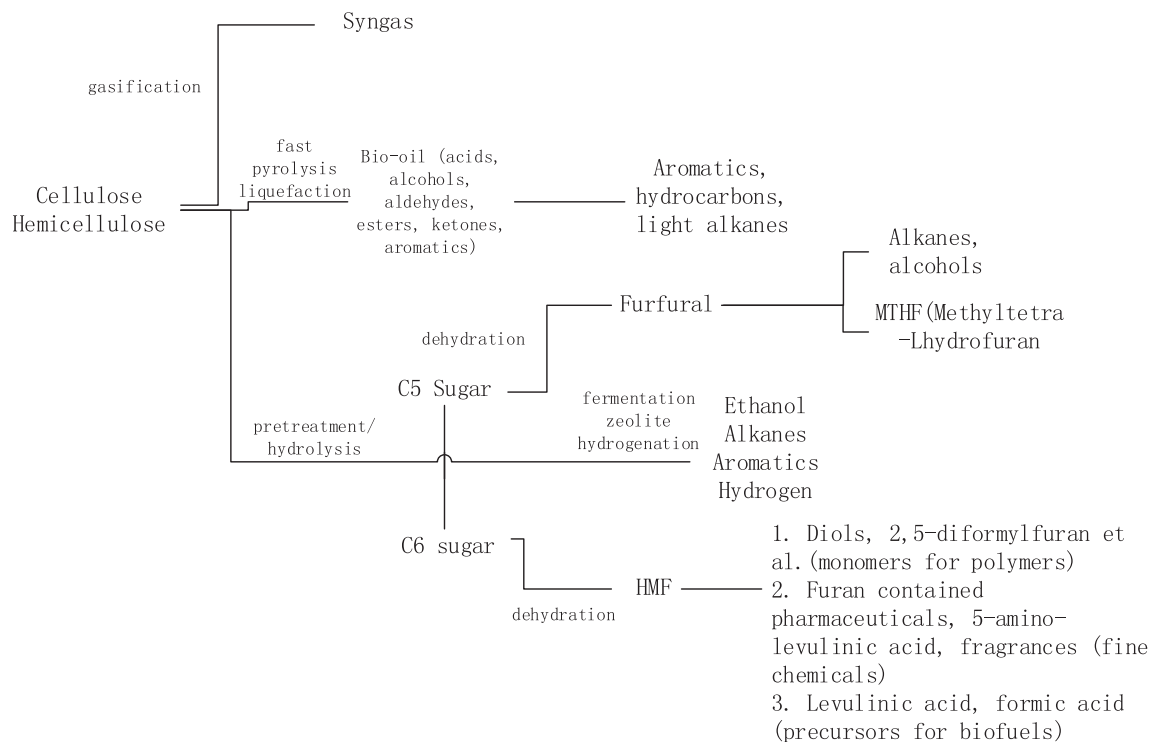 Syngas
gasification
fast
pyrolysis
liquefaction
Bio-oil (acids,
alcohols,
aldehydes,
esters, ketones,
aromatics)
Aromatics,
hydrocarbons,
light alkanes
Cellulose
Hemicellulose
Alkanes,
alcohols
Furfural
MTHF(Methyltetra
-Lhydrofuran
dehydration
C5 Sugar
pretreatment/
hydrolysis
fermentation
zeolite
hydrogenation
Ethanol
Alkanes
Aromatics
Hydrogen
C6 sugar
dehydration
HMF
1. Diols, 2,5-diformylfuran et
al.(monomers for polymers)
2. Furan contained
pharmaceuticals, 5-amino-
levulinic acid, fragrances (fine
chemicals)
3. Levulinic acid, formic acid
(precursors for biofuels)